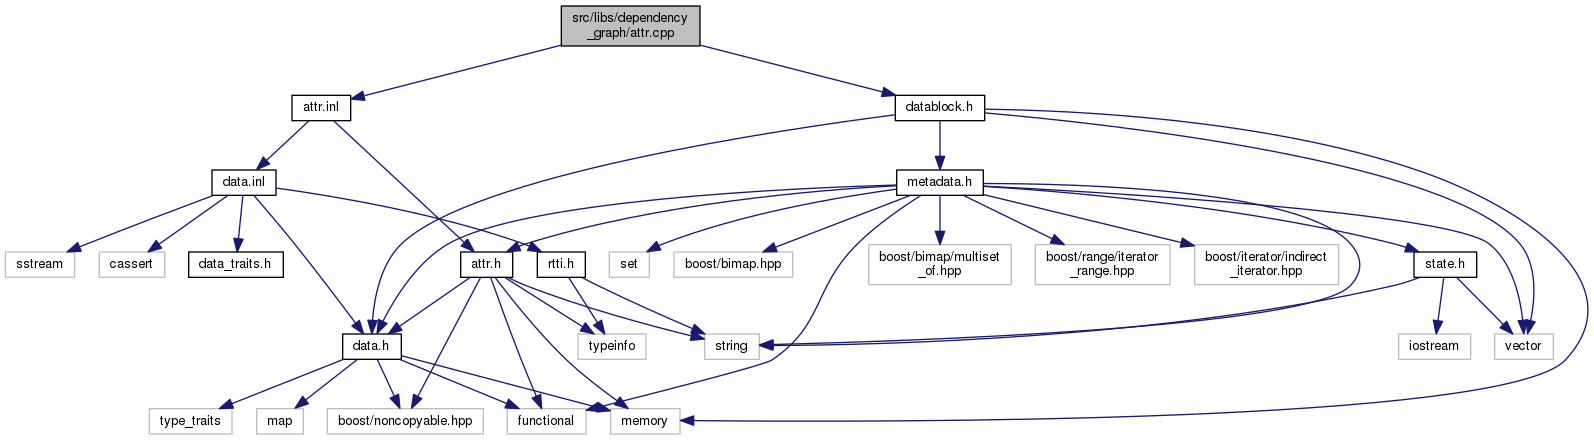 src/libs/dependency
_graph/attr.cpp
attr.inl
datablock.h
data.inl
metadata.h
sstream
cassert
data_traits.h
attr.h
rtti.h
set
boost/bimap.hpp
boost/bimap/multiset
_of.hpp
boost/range/iterator
_range.hpp
boost/iterator/indirect
_iterator.hpp
state.h
data.h
typeinfo
string
iostream
vector
type_traits
map
boost/noncopyable.hpp
functional
memory